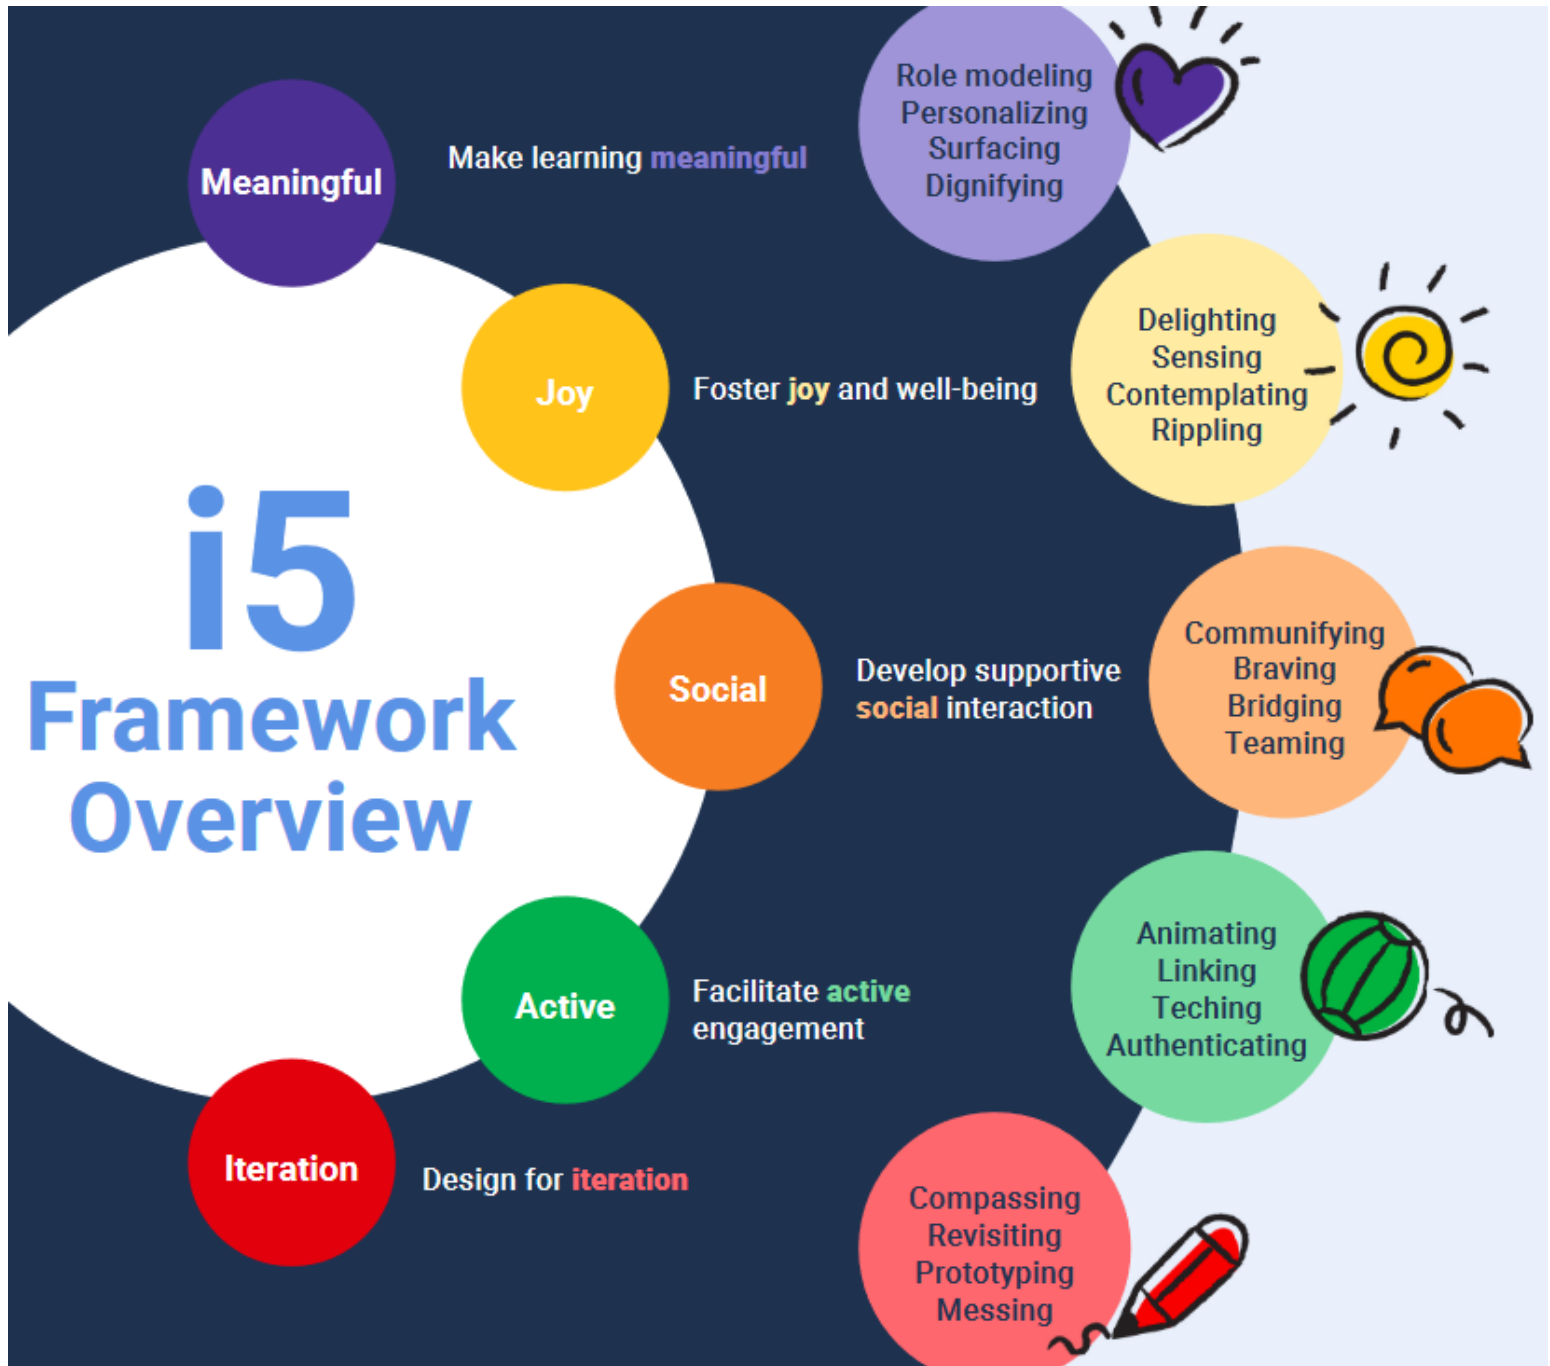 i5
Framework
Overview
Meaningful
Make learning meaningful
Role modeling
Personalizing
Surfacing
Dignifying
Joy
Foster joy and well-being
Delighting
Sensing
Contemplating
Rippling
Social
Develop supportive
social interaction
Communifying
Braving
Bridging
Teaming
Active
Facilitate active
engagement
Animating
Linking
Teching
Authenticating
Iteration
Design for iteration
Compassing
Revisiting
Prototyping
Messing